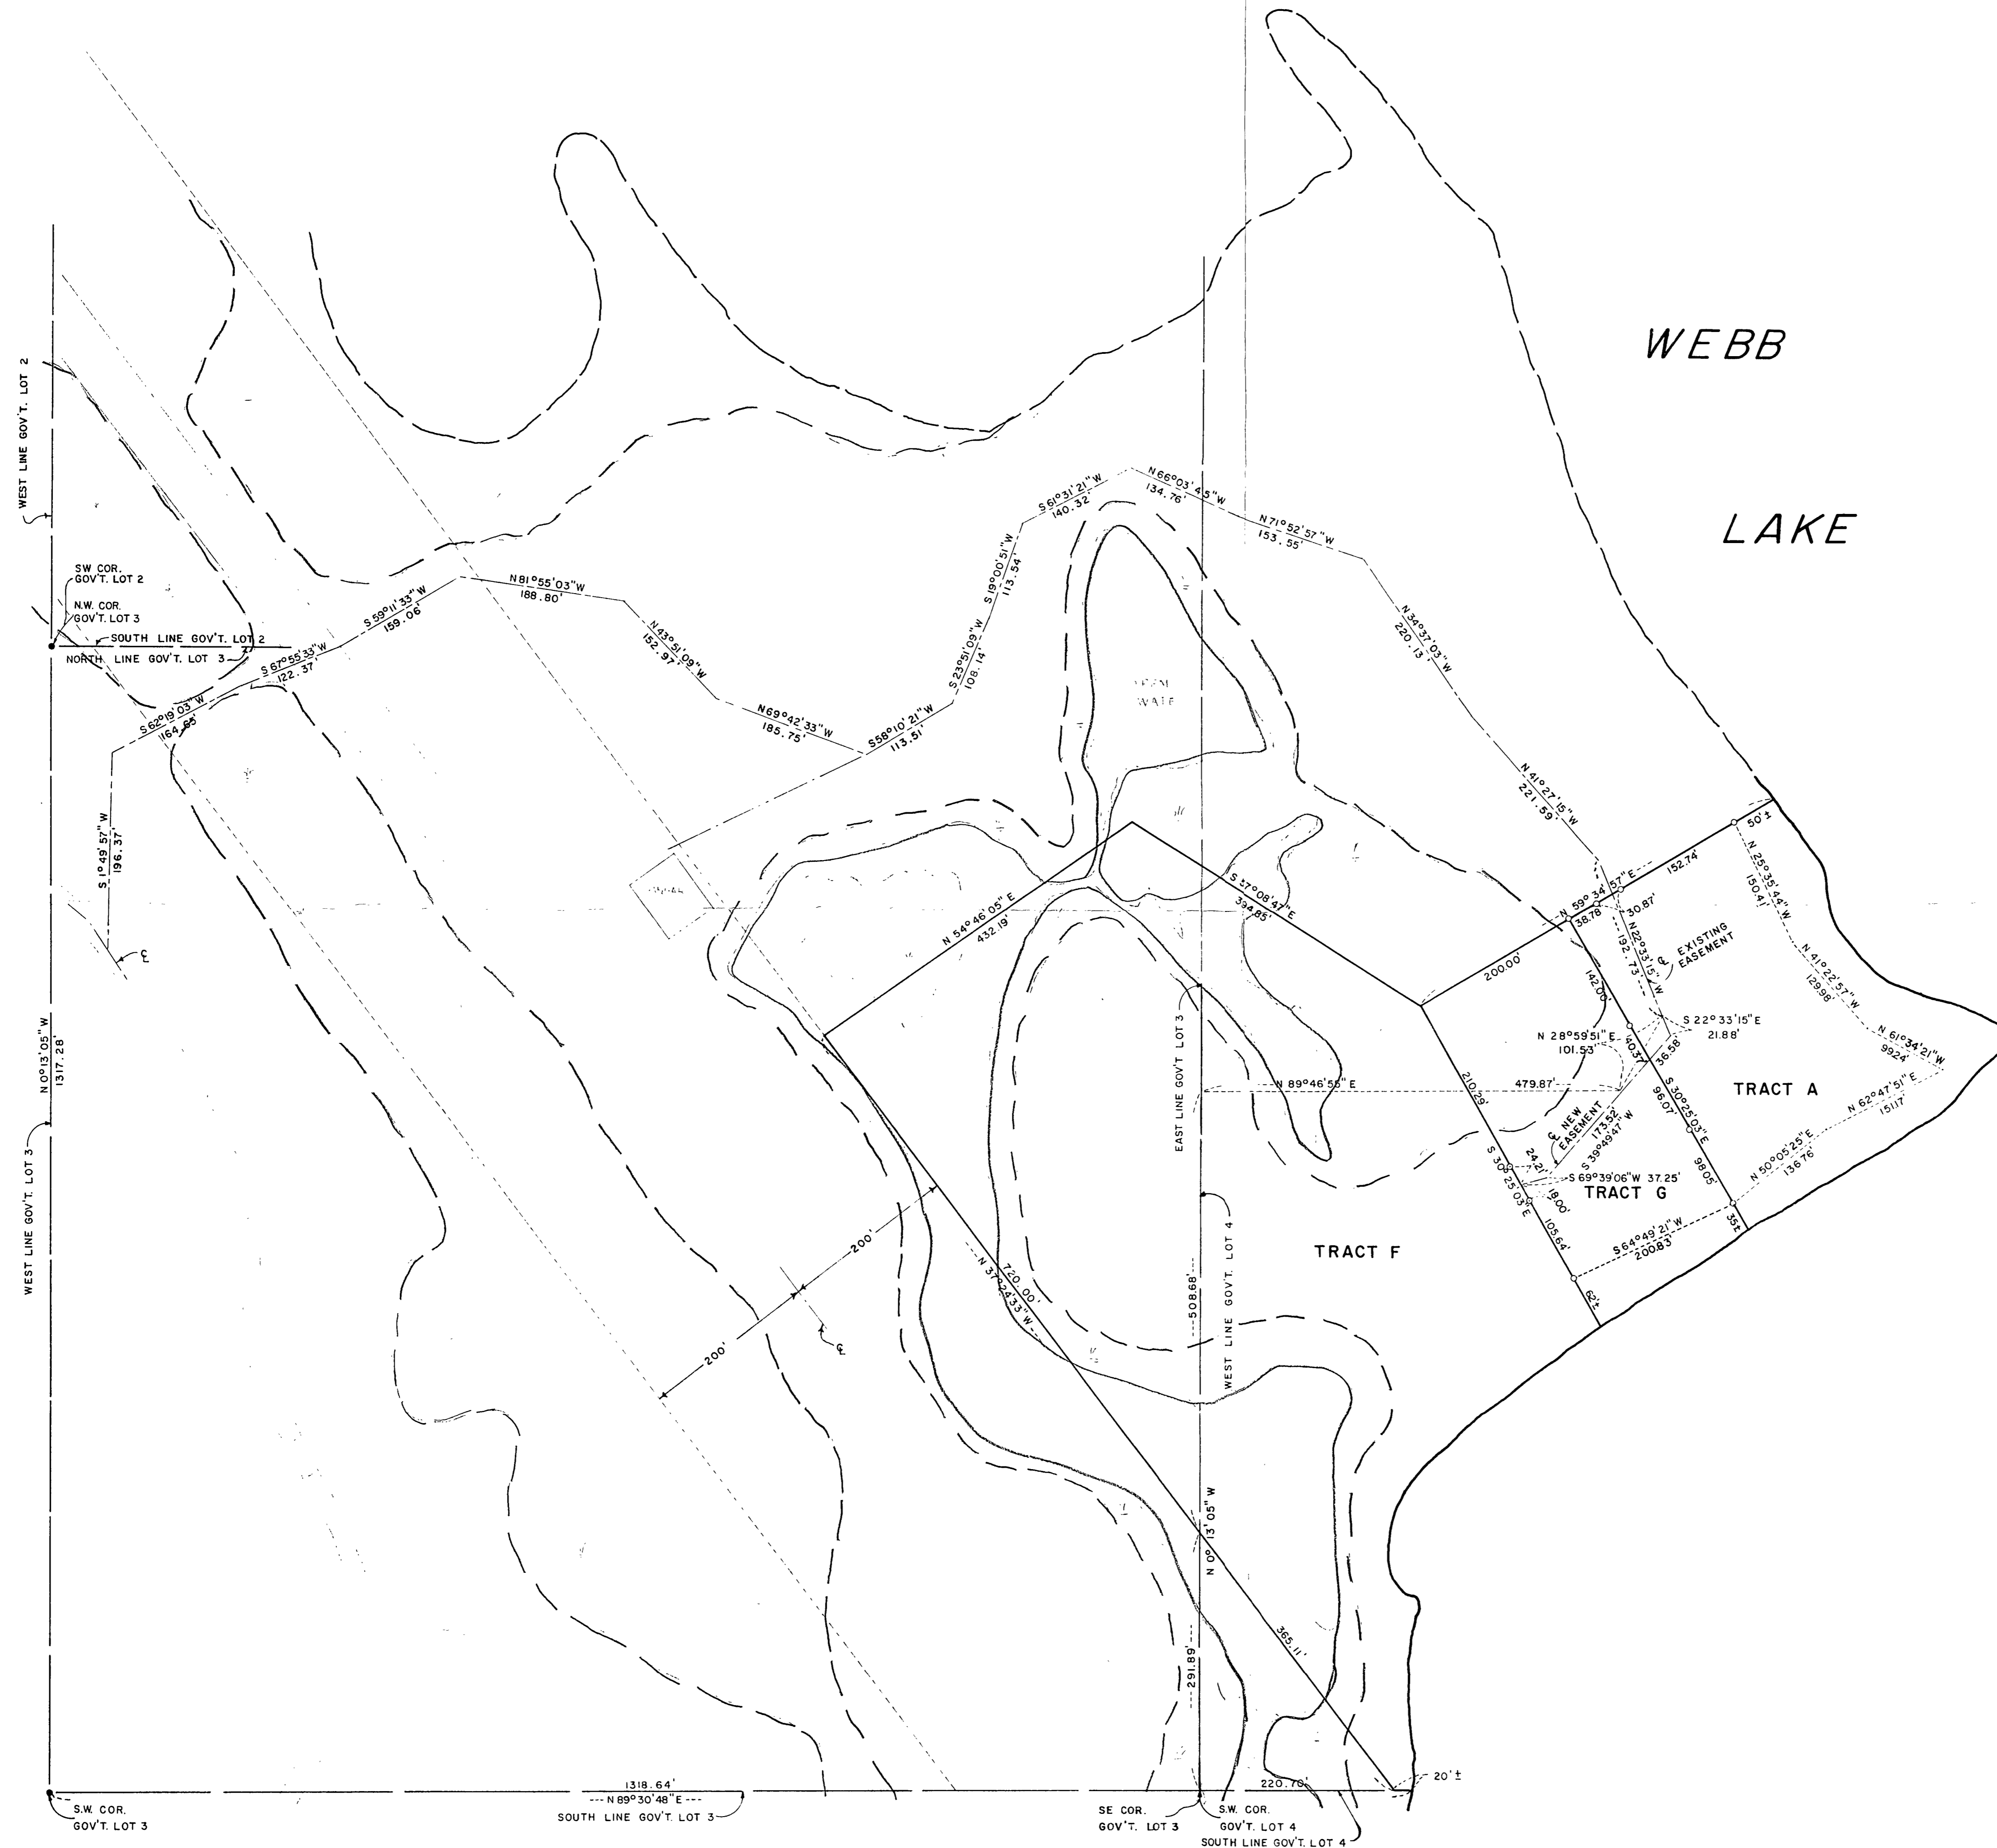 WEBB
LAKE
WEST LINE GOV'T. LOT 2
SW COR.
GOV'T. LOT 2
N.W. COR.
GOV'T. LOT 3
SOUTH LINE GOV'T. LOT 2
NORTH LINE GOV'T. LOT 3
S 62°19'03"W
164.65'
S 67°55'33"W
122.37'
S 59°11'33"W
159.06'
N81°55'03"W
188.80'
N43°51'09"W
152.97'
N69°42'33"W
185.75'
S58°10'21"W
113.51'
S 23°51'09"W
108.14'
S 19°00'51"W
113.54'
S 61°31'21"W
140.32'
N66°03'45"W
134.76'
N71°52'57"W
153.55'
N34°37'03"W
220.13'
N 41°27'15"W
221.59'
S 1°49'57"W
196.37'
℄
N0°13'05"W
1317.28'
WEST LINE GOV'T. LOT 3
N 54°46'05"E
432.19'
S 57°08'47"E
394.85'
200.00'
N 59°34'57"E
38.78'
30.87'
152.74'
50'±
N 25°35'44"W
150.41'
N 41°22'57"W
129.98'
N 61°34'21"W
99.24'
N 62°47'51"E
151.17'
N 50°05'25"E
136.76'
N22°33'15"W
192.73'
℄ EXISTING
EASEMENT
142.00'
S 22°33'15"E
21.88'
N 28°59'51"E
101.53'
40.37'
36.58'
N 89°46'55"E
479.87'
S 30°25'03"E
96.07'
98.05'
35'±
TRACT A
210.29'
S 30°25'03"E
℄ NEW
EASEMENT
173.52'
S 39°49'47"W
24.21'
S 69°39'06"W 37.25'
18.00'
TRACT G
105.64'
S 64°49'21"W
200.83'
62'±
TRACT F
EAST LINE GOV'T LOT 3
WEST LINE GOV'T. LOT 4
508.68'
200'
200'
℄
720.00'
N 37°24'33"W
N 0°13'05"W
291.89'
365.11'
20'±
220.70'
1318.64'
N 89°30'48"E
SOUTH LINE GOV'T. LOT 3
S.W. COR.
GOV'T. LOT 3
SE COR.
GOV'T. LOT 3
S.W. COR.
GOV'T. LOT 4
SOUTH LINE GOV'T. LOT 4